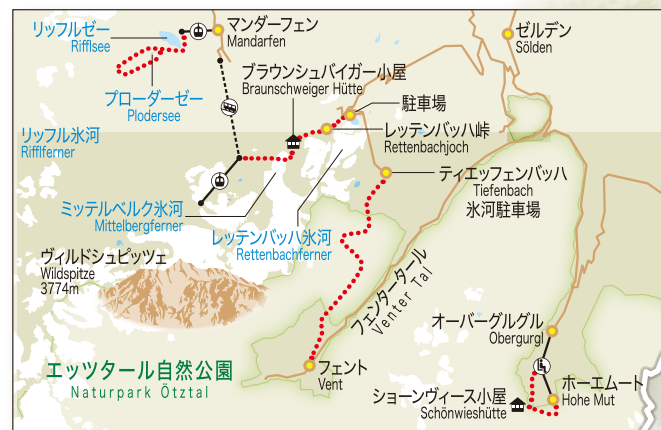 リッフルゼー
Rifflsee
マンダーフェン
Mandarfen
ゼルデン
Sölden
ブラウンシュバイガー小屋
Braunschweiger Hütte
プローダーゼー
Plodersee
駐車場
リッフル氷河
Rifflferner
レッテンバッハ峠
Rettenbachjoch
ティエッフェンバッハ
Tiefenbach
氷河駐車場
ミッテルベルク氷河
Mittelbergferner
レッテンバッハ氷河
Rettenbachferner
ヴィルドシュピッツェ
Wildspitze
3774m
フェンタータール
Venter Tal
オーバーグルグル
Obergurgl
エッツタール自然公園
Naturpark Ötztal
フェント
Vent
ショーンヴィース小屋
Schönwieshütte
ホーエムート
Hohe Mut